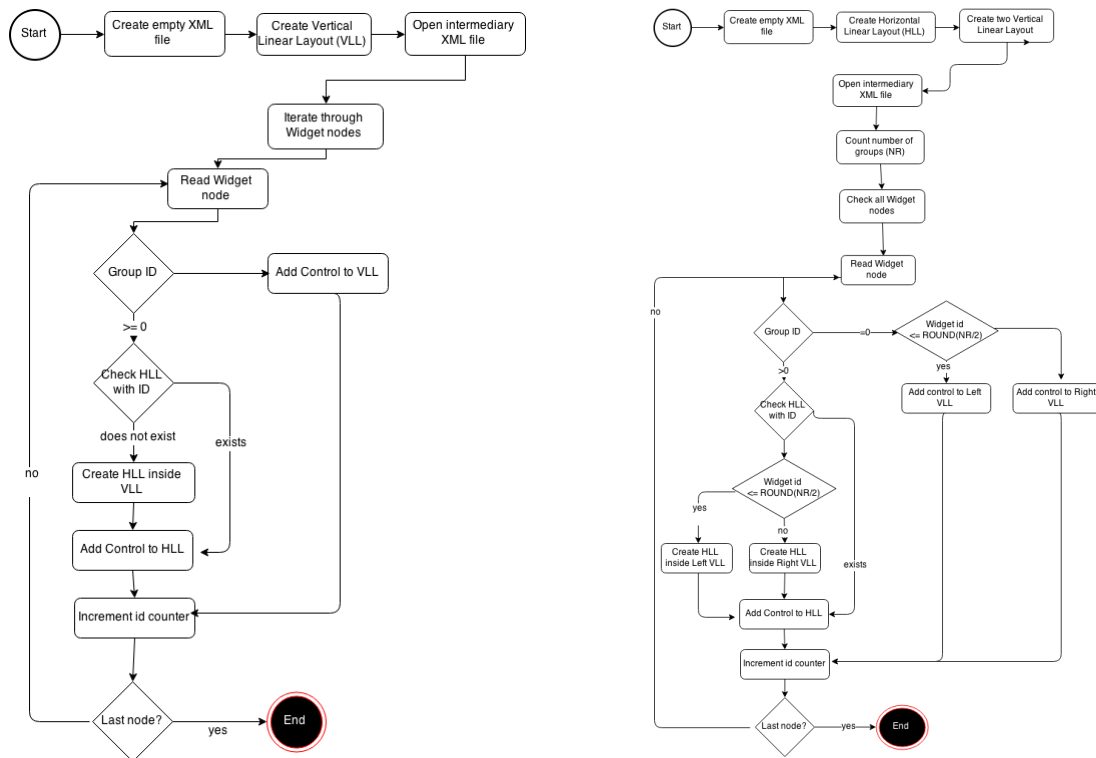 Start
Create empty XML
file
Create Vertical
Linear Layout (VLL)
Open intermediary
XML file
Iterate through
Widget nodes
Read Widget
node
Group ID
Add Control to VLL
>= 0
Check HLL
with ID
does not exist
exists
no
Create HLL inside
VLL
Add Control to HLL
Increment id counter
Last node?
yes
End
Start
Create empty XML
file
Create Horizontal
Linear Layout (HLL)
Create two Vertical
Linear Layout
Open intermediary
XML file
Count number of
groups (NR)
Check all Widget
nodes
Read Widget
node
no
Group ID
=0
Widget id
<= ROUND(NR/2)
>0
yes
Add control to Left
VLL
Add control to Right
VLL
Check HLL
with ID
Widget id
<= ROUND(NR/2)
yes
no
Create HLL
inside Left VLL
Create HLL
inside Right VLL
exists
Add Control to HLL
Increment id counter
Last node?
yes
End